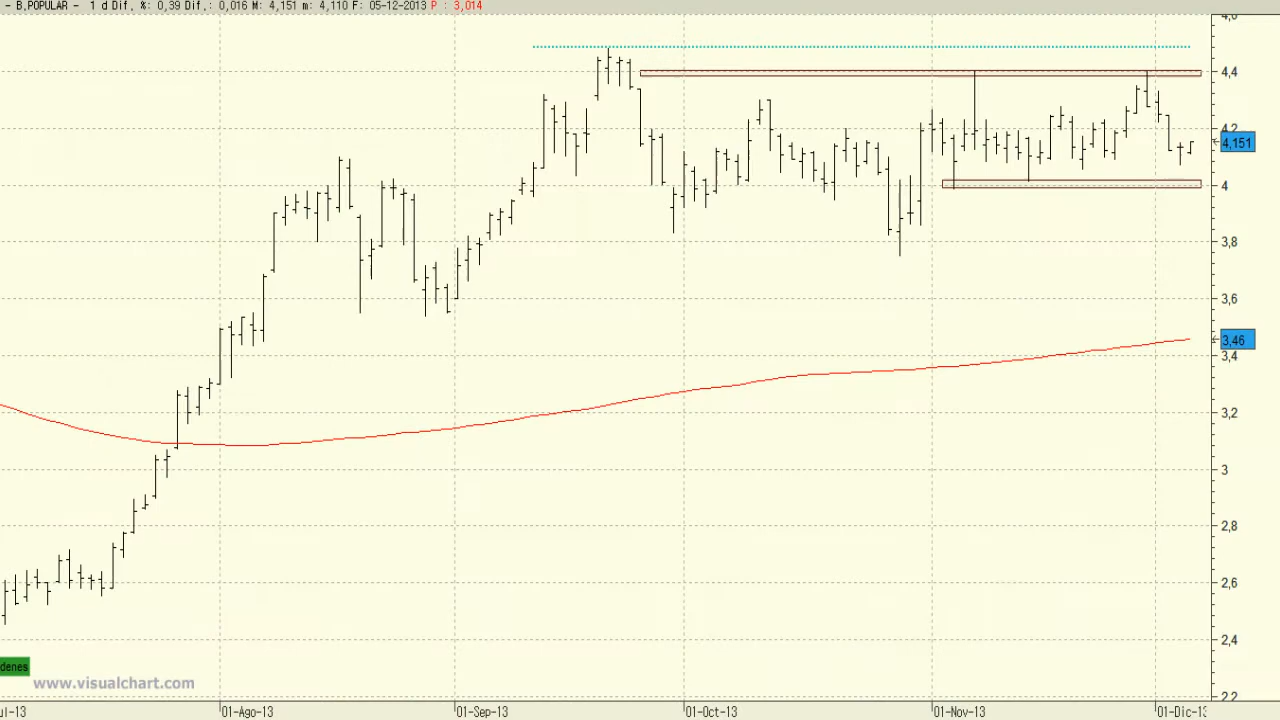 - B,POPULAR - 1 d Dif. %: 0,39 Dif.: 0,016 M: 4,151 m: 4,110 F: 05-12-2013 P : 3,014
4,6
4,4
4,2
4,151
4
3,8
3,6
3,46
3,4
3,2
3
2,8
2,6
2,4
denes
www.visualchart.com
2,2
ul-13
01-Ago-13
01-Sep-13
01-Oct-13
01-Nov-13
01-Dic-13